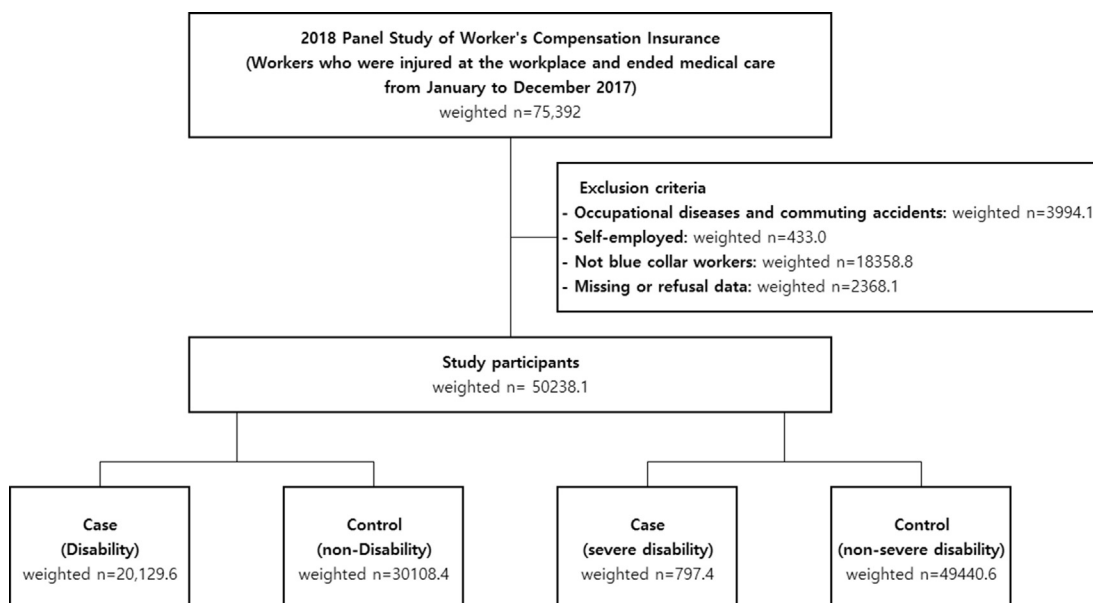 2018 Panel Study of Worker's Compensation Insurance
(Workers who were injured at the workplace and ended medical care
from January to December 2017)
weighted n=75,392
Exclusion criteria
- Occupational diseases and commuting accidents: weighted n=3994.1
- Self-employed: weighted n=433.0
- Not blue collar workers: weighted n=18358.8
- Missing or refusal data: weighted n=2368.1
Study participants
weighted n= 50238.1
Case
(Disability)
weighted n=20,129.6
Control
(non-Disability)
weighted n=30108.4
Case
(severe disability)
weighted n=797.4
Control
(non-severe disability)
weighted n=49440.6